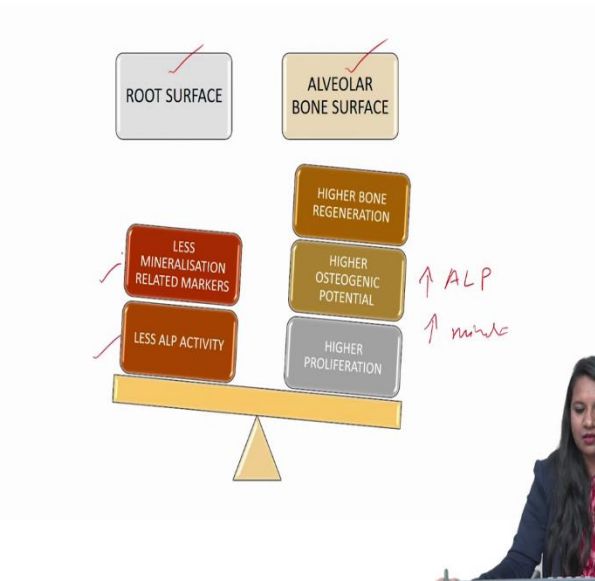 ROOT SURFACE
ALVEOLAR
BONE SURFACE
HIGHER BONE
REGENERATION
LESS
MINERALISATION
RELATED MARKERS
HIGHER
OSTEOGENIC
POTENTIAL
↑ ALP
LESS ALP ACTIVITY
HIGHER
PROLIFERATION
↑